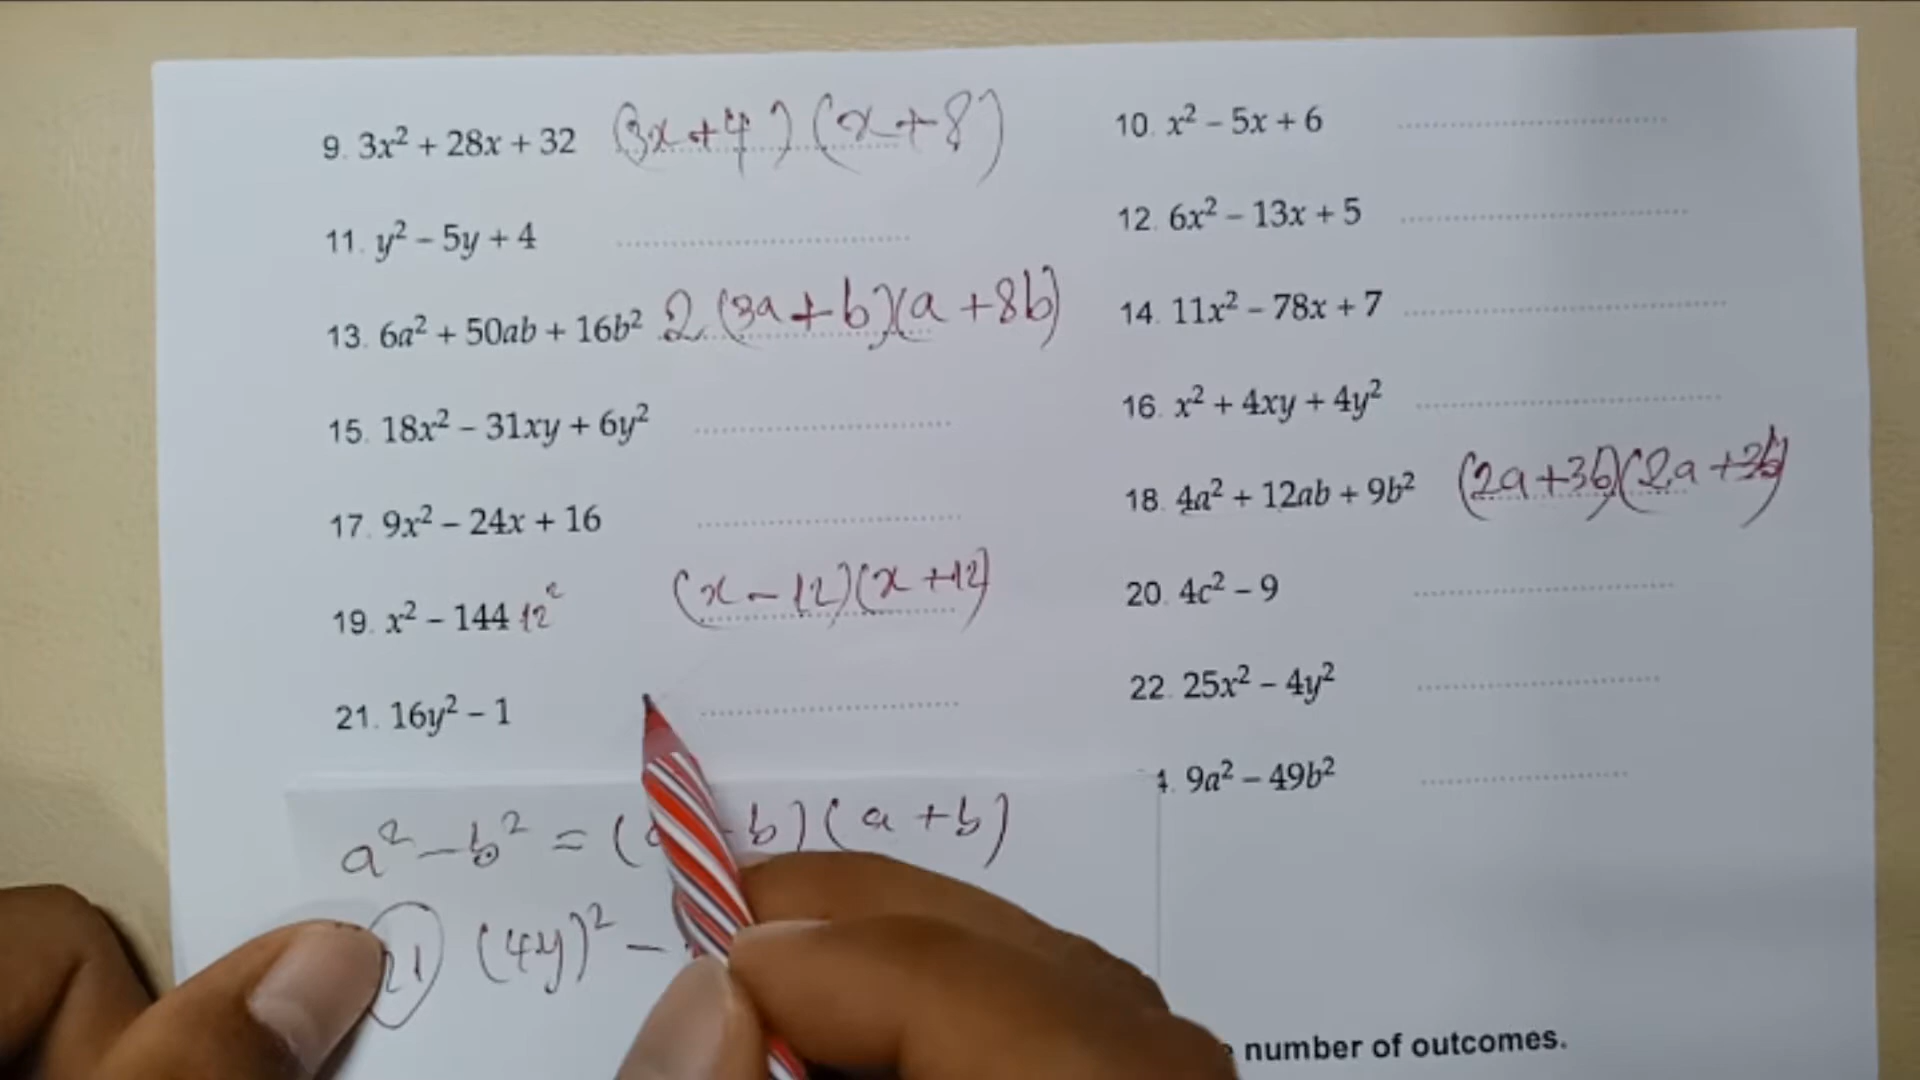 9. 3x² + 28x + 32 (3x+4)(x+8)
10. x² – 5x + 6
11. y² – 5y + 4
12. 6x² – 13x + 5
13. 6a² + 50ab + 16b² 2(3a+b)(a+8b)
14. 11x² – 78x + 7
15. 18x² – 31xy + 6y²
16. x² + 4xy + 4y²
17. 9x² – 24x + 16
18. 4a² + 12ab + 9b² (2a+3b)(2a+3b)
19. x² – 144 12² (x-12)(x+12)
20. 4c² – 9
21. 16y² – 1
22. 25x² – 4y²
9a² – 49b²
a² - b² = ( b)(a+b)
21 (4y)² -
number of outcomes.